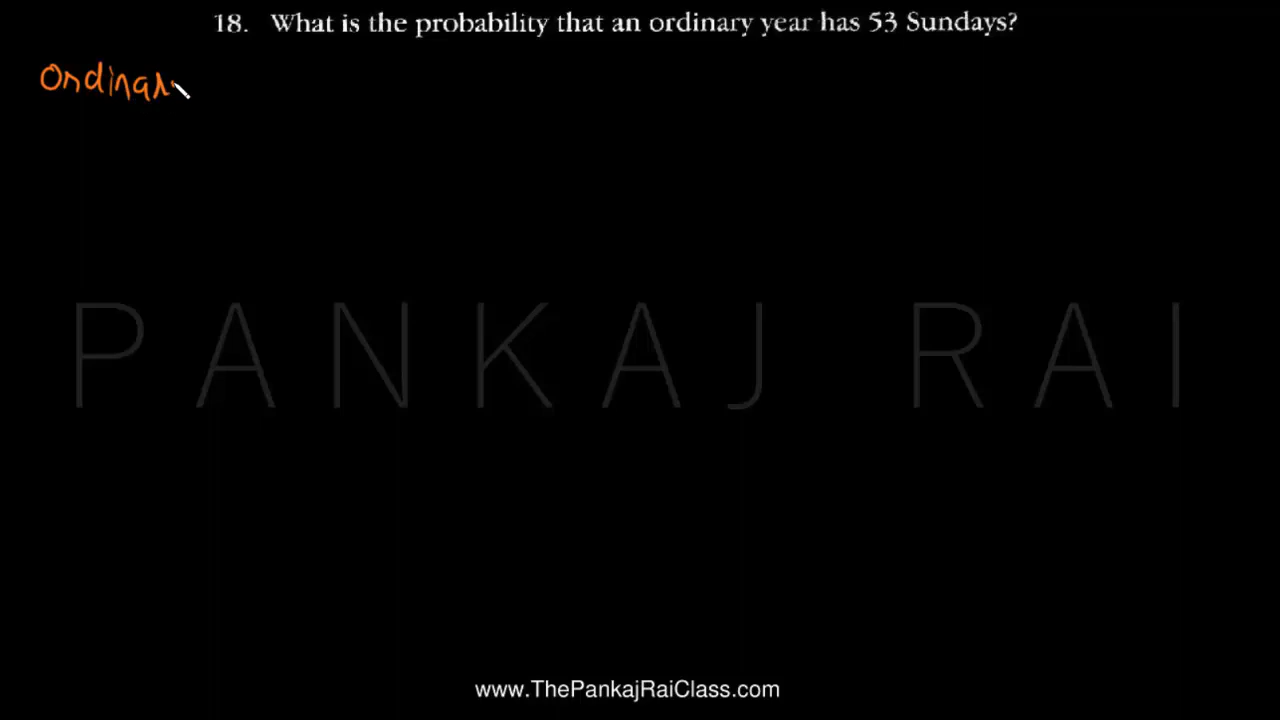 18. What is the probability that an ordinary year has 53 Sundays?
Ordinar
PANKAJ RAI
www.ThePankajRaiClass.com